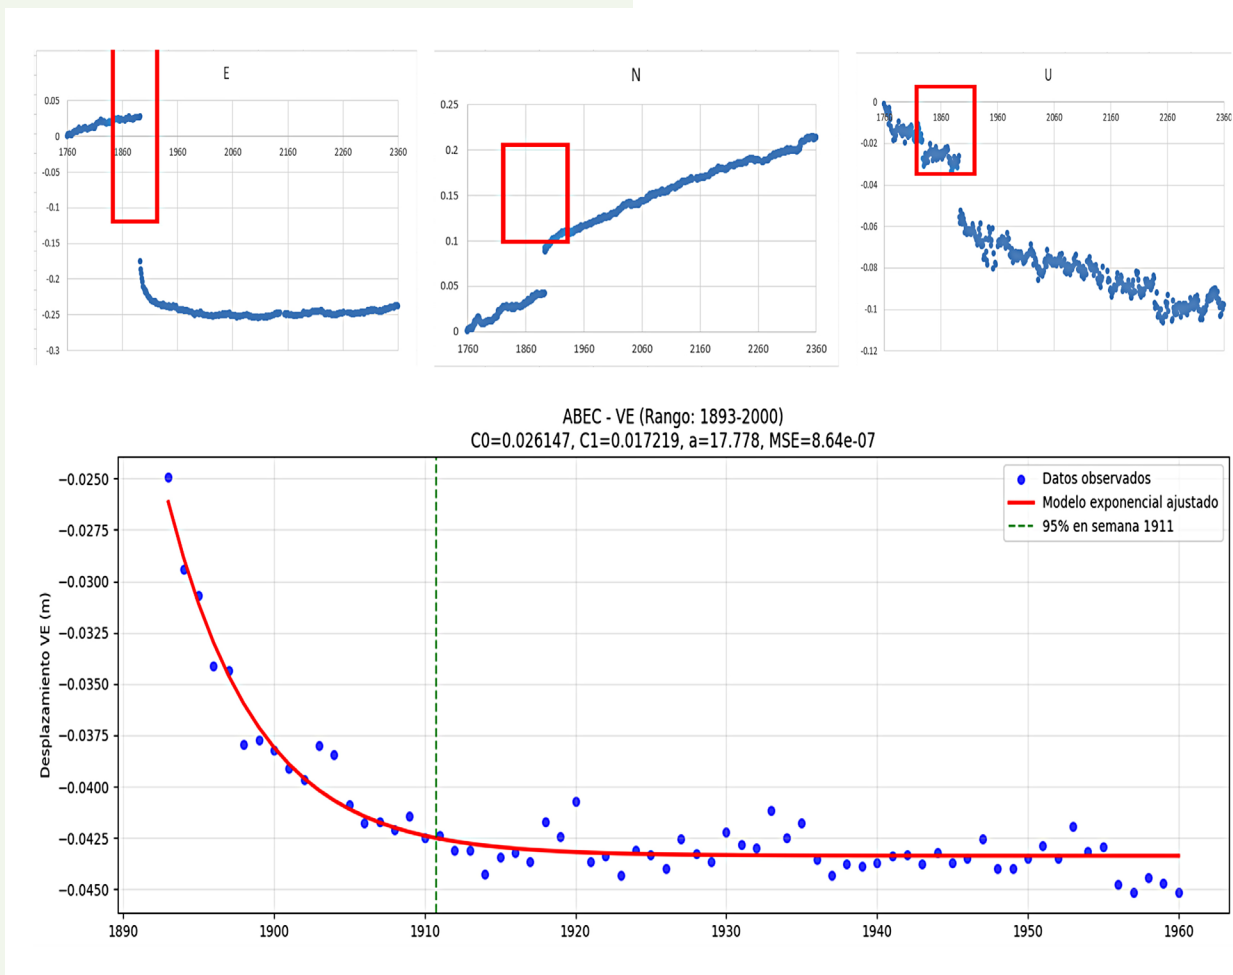 E
0.05
0
1760 1860 1960 2060 2160 2260 2360
-0.05
-0.1
-0.15
-0.2
-0.25
-0.3
N
0.25
0.2
0.15
0.1
0.05
0
1760 1860 1960 2060 2160 2260 2360
U
0
1760 1860 1960 2060 2160 2260 2360
-0.02
-0.04
-0.06
-0.08
-0.1
-0.12
ABEC - VE (Rango: 1893-2000)
C0=0.026147, C1=0.017219, a=17.778, MSE=8.64e-07
Datos observados
Modelo exponencial ajustado
95% en semana 1911
Desplazamiento VE (m)
−0.0250
−0.0275
−0.0300
−0.0325
−0.0350
−0.0375
−0.0400
−0.0425
−0.0450
1890 1900 1910 1920 1930 1940 1950 1960